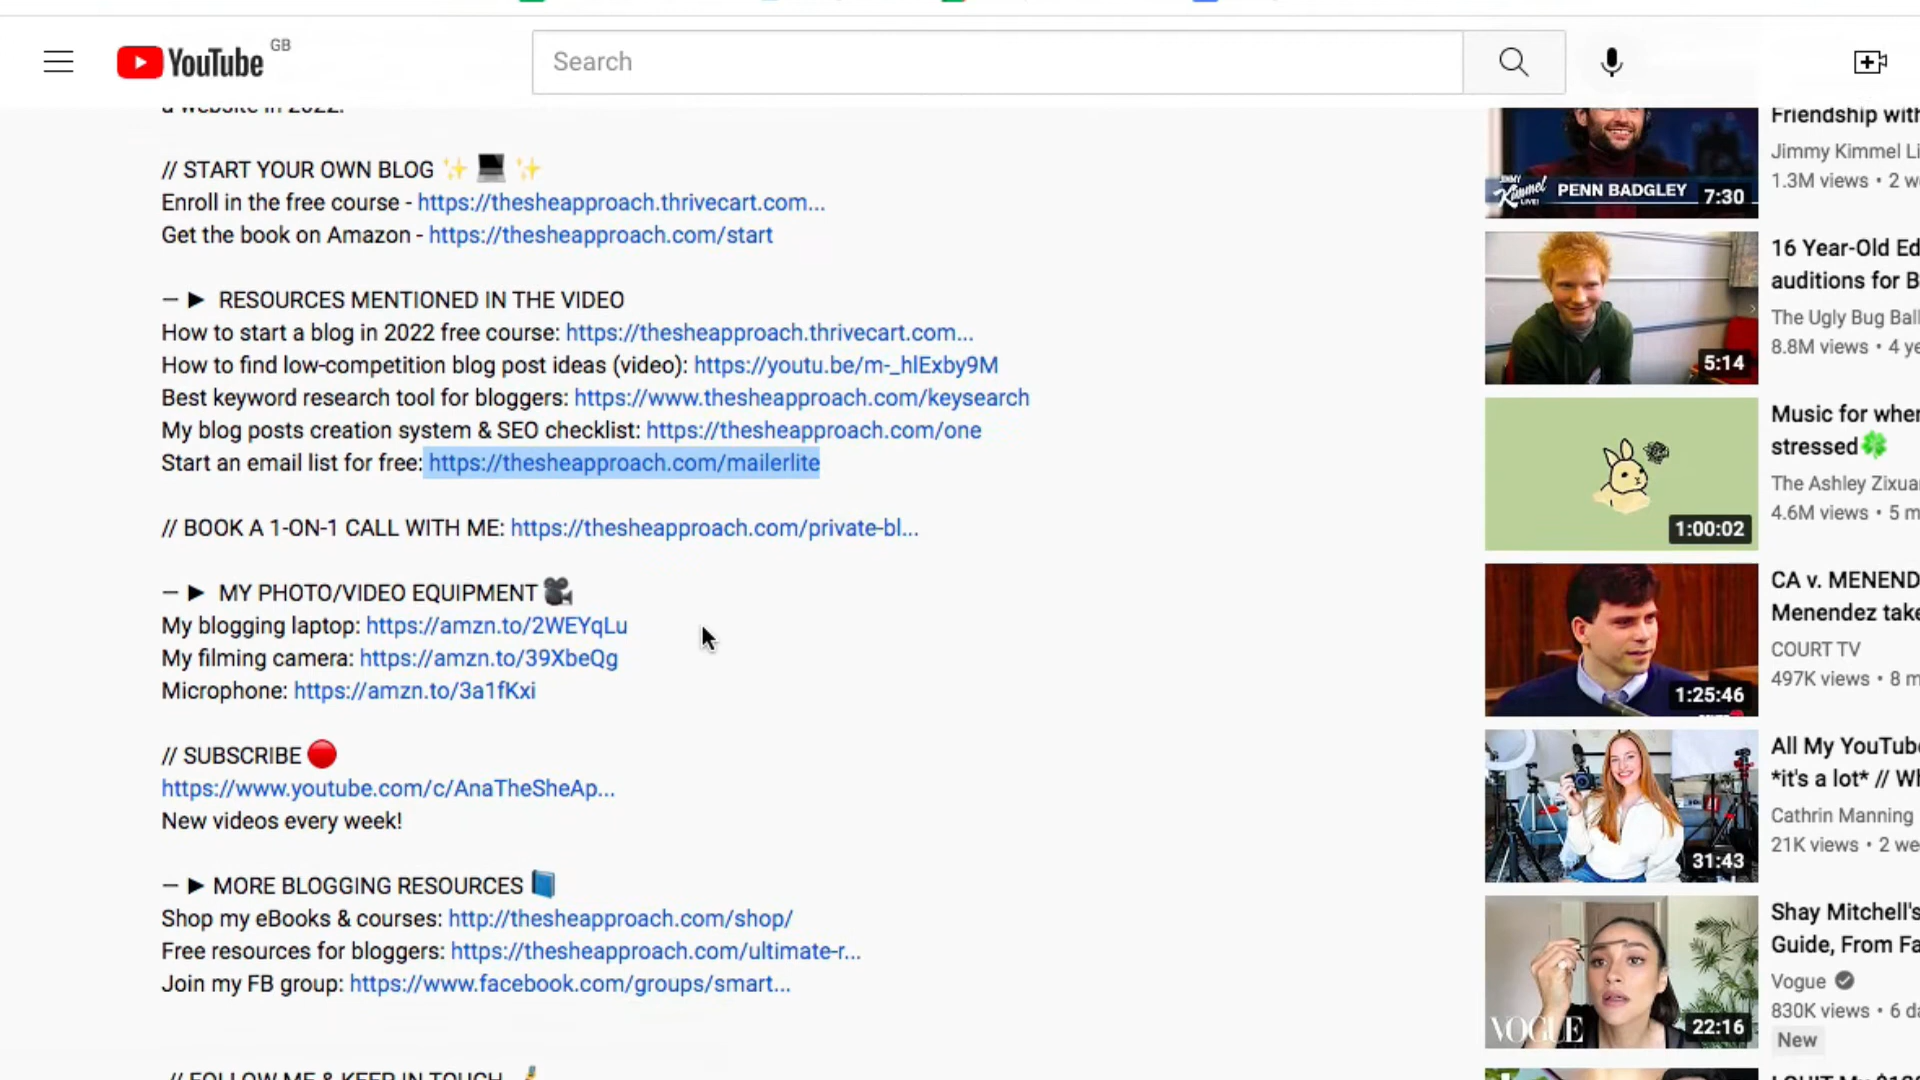 YouTube GB
Search
a website in 2022.
// START YOUR OWN BLOG ✨ 💻 ✨
Enroll in the free course - https://thesheapproach.thrivecart.com...
Get the book on Amazon - https://thesheapproach.com/start
— ► RESOURCES MENTIONED IN THE VIDEO
How to start a blog in 2022 free course: https://thesheapproach.thrivecart.com...
How to find low-competition blog post ideas (video): https://youtu.be/m-_hlExby9M
Best keyword research tool for bloggers: https://www.thesheapproach.com/keysearch
My blog posts creation system & SEO checklist: https://thesheapproach.com/one
Start an email list for free: https://thesheapproach.com/mailerlite
// BOOK A 1-ON-1 CALL WITH ME: https://thesheapproach.com/private-bl...
— ► MY PHOTO/VIDEO EQUIPMENT 🎥
My blogging laptop: https://amzn.to/2WEYqLu
My filming camera: https://amzn.to/39XbeQg
Microphone: https://amzn.to/3a1fKxi
// SUBSCRIBE 🔴
https://www.youtube.com/c/AnaTheSheAp...
New videos every week!
— ► MORE BLOGGING RESOURCES 📘
Shop my eBooks & courses: http://thesheapproach.com/shop/
Free resources for bloggers: https://thesheapproach.com/ultimate-r...
Join my FB group: https://www.facebook.com/groups/smart...
// FOLLOW ME & KEEP IN TOUCH
JIMMY Kimmel LIVE! PENN BADGLEY 7:30
Friendship with
Jimmy Kimmel Li
1.3M views • 2 w
5:14
16 Year-Old Ed
auditions for B
The Ugly Bug Ball
8.8M views • 4 ye
1:00:02
Music for when
stressed🍀
The Ashley Zixua
4.6M views • 5 m
1:25:46
CA v. MENEND
Menendez take
COURT TV
497K views • 8 m
31:43
All My YouTube
*it's a lot* // Wh
Cathrin Manning
21K views • 2 we
VOGUE 22:16
Shay Mitchell's
Guide, From Fa
Vogue
830K views • 6 da
New